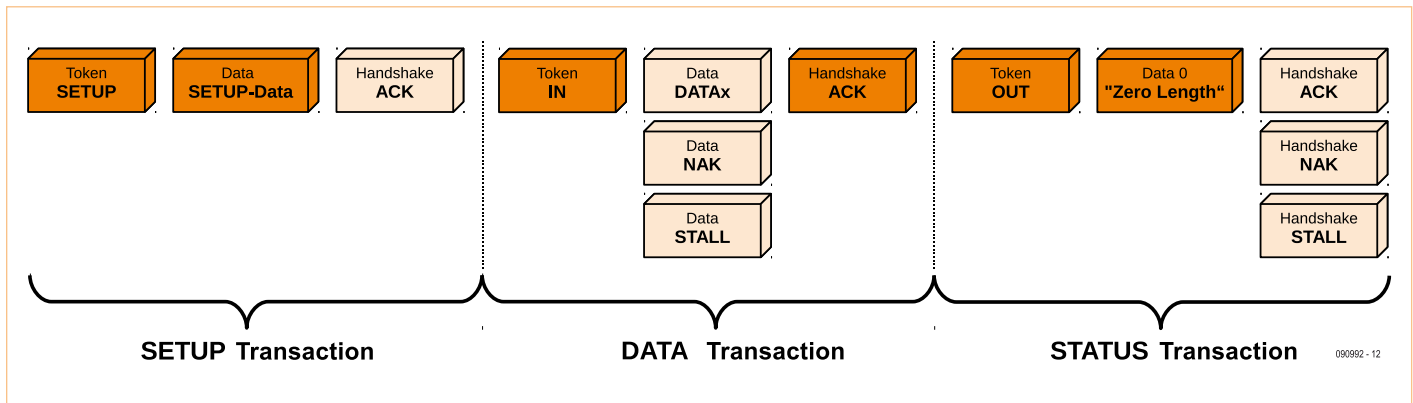 Token
SETUP
Data
SETUP-Data
Handshake
ACK
Token
IN
Data
DATAx
Handshake
ACK
Data
NAK
Data
STALL
Token
OUT
Data 0
"Zero Length“
Handshake
ACK
Handshake
NAK
Handshake
STALL
SETUP Transaction
DATA Transaction
STATUS Transaction
090992 - 12